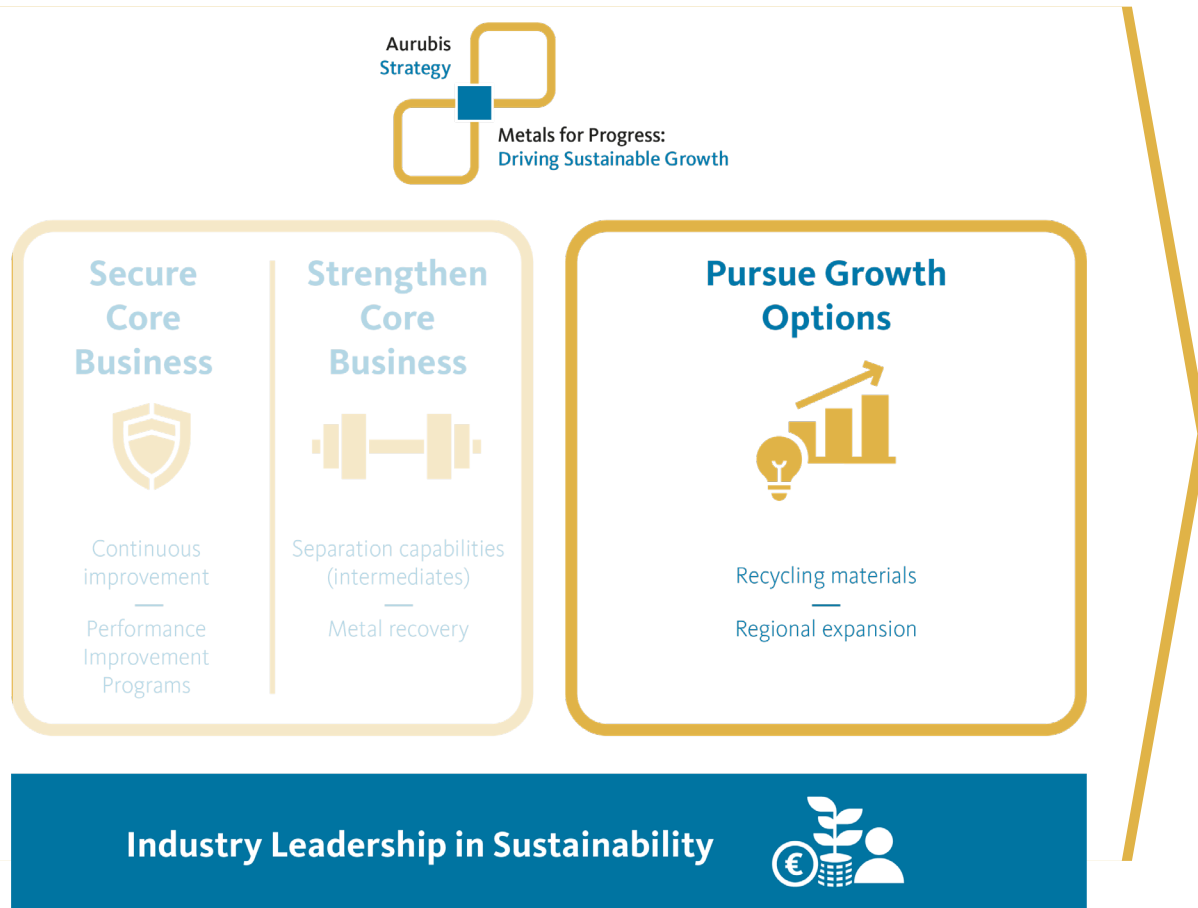 Aurubis
Strategy
Metals for Progress:
Driving Sustainable Growth
Secure
Core
Business
Continuous
improvement
Performance
Improvement
Programs
Strengthen
Core
Business
Separation capabilities
(intermediates)
Metal recovery
Pursue Growth
Options
Recycling materials
Regional expansion
Industry Leadership in Sustainability
€